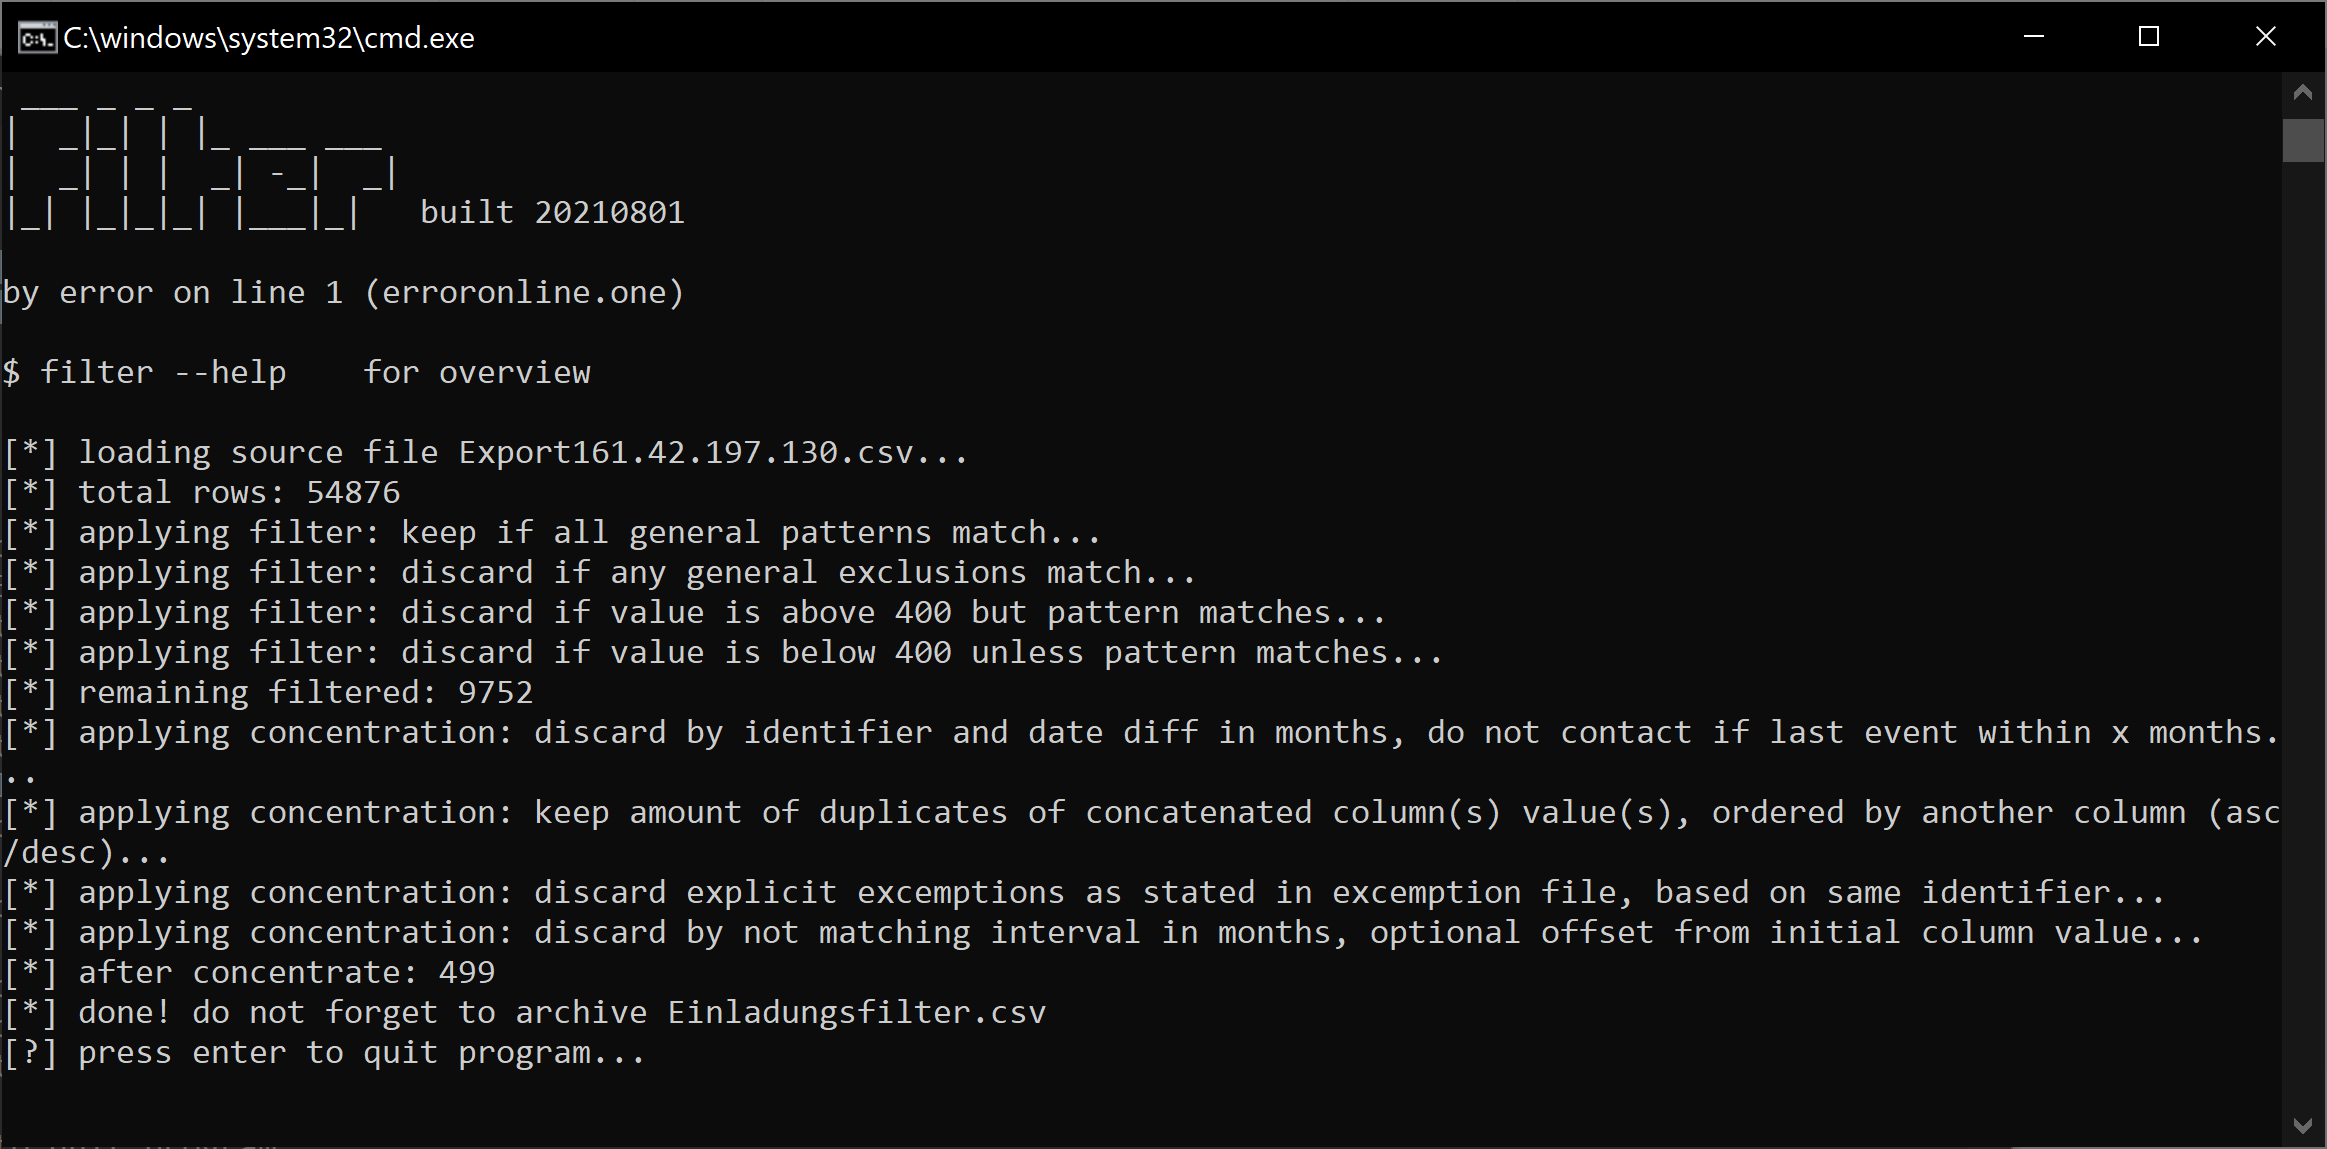 C:\windows\system32\cmd.exe
 ___ _ _ _
|  _|_| | |_ ___ ___
|  _| | |  _| -_|  _|
|_| |_|_|_| |___|_|   built 20210801
by error on line 1 (erroronline.one)
$ filter --help    for overview
[*] loading source file Export161.42.197.130.csv...
[*] total rows: 54876
[*] applying filter: keep if all general patterns match...
[*] applying filter: discard if any general exclusions match...
[*] applying filter: discard if value is above 400 but pattern matches...
[*] applying filter: discard if value is below 400 unless pattern matches...
[*] remaining filtered: 9752
[*] applying concentration: discard by identifier and date diff in months, do not contact if last event within x months.
..
[*] applying concentration: keep amount of duplicates of concatenated column(s) value(s), ordered by another column (asc
/desc)...
[*] applying concentration: discard explicit excemptions as stated in excemption file, based on same identifier...
[*] applying concentration: discard by not matching interval in months, optional offset from initial column value...
[*] after concentrate: 499
[*] done! do not forget to archive Einladungsfilter.csv
[?] press enter to quit program...